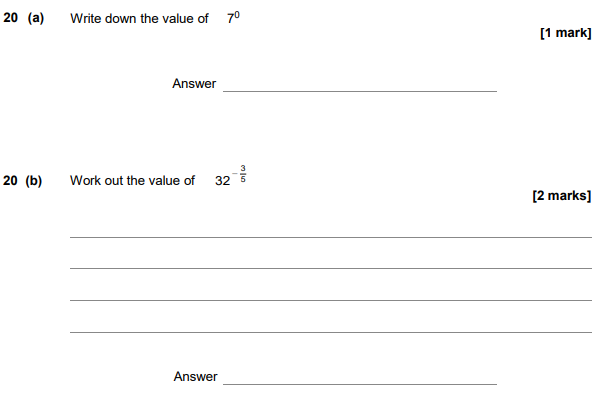 20 (a) Write down the value of 7⁰
[1 mark]
Answer
20 (b) Work out the value of 32^(-3/5)
[2 marks]
Answer